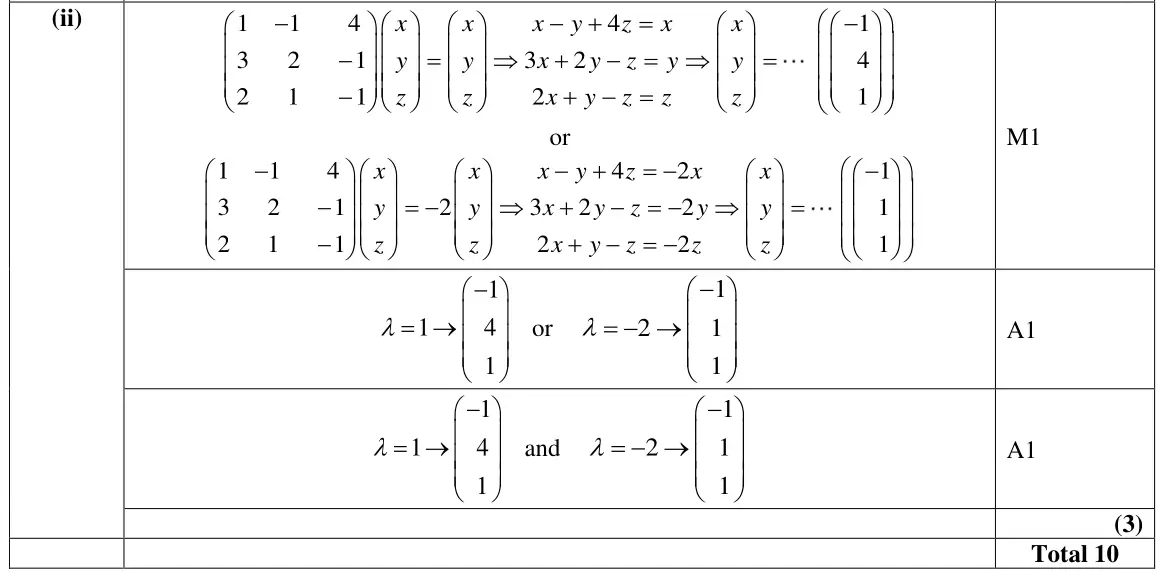 (ii)
( 1 −1 4 ) ( x ) ( x ) x − y + 4z = x ( x ) ( ( −1 ) )
( 3 2 −1 ) ( y ) = ( y ) ⇒ 3x + 2y − z = y ⇒ ( y ) = ⋯ ( ( 4 ) )
( 2 1 −1 ) ( z ) ( z ) 2x + y − z = z ( z ) ( ( 1 ) )
or
M1
( 1 −1 4 ) ( x ) ( x ) x − y + 4z = −2x ( x ) ( ( −1 ) )
( 3 2 −1 ) ( y ) = −2 ( y ) ⇒ 3x + 2y − z = −2y ⇒ ( y ) = ⋯ ( ( 1 ) )
( 2 1 −1 ) ( z ) ( z ) 2x + y − z = −2z ( z ) ( ( 1 ) )
( −1 ) ( −1 )
λ = 1 → ( 4 ) or λ = −2 → ( 1 ) A1
( 1 ) ( 1 )
( −1 ) ( −1 )
λ = 1 → ( 4 ) and λ = −2 → ( 1 ) A1
( 1 ) ( 1 )
(3)
Total 10